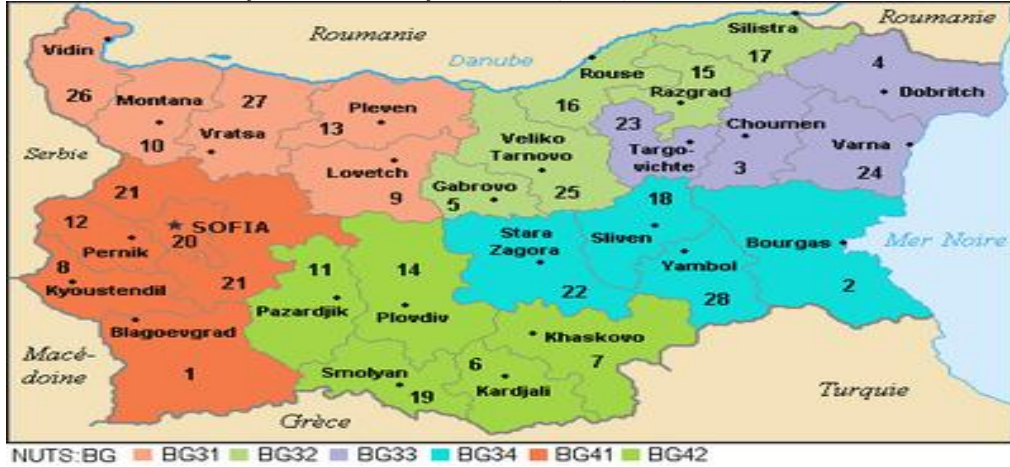 Roumanie
Roumanie
Silistra
17
Vidin
Danube
Rouse
15
4
26
Montana
27
Pleven
16
Razgrad
Dobritch
10
Vratsa
13
23
Choumen
Serbie
Veliko
Tarnovo
Targo-
vichte
Varna
Lovetch
9
Gabrovo
5
25
3
24
21
18
12
SOFIA
Stara
Zagora
Sliven
Bourgas
Mer Noire
Pernik
20
8
11
14
Yambol
Kyoustendil
21
22
28
2
Pazardjik
Plovdiv
Blagoevgrad
Khaskovo
Macé-
doine
1
Smolyan
6
7
19
Kardjali
Turquie
Grèce
NUTS:BG BG31 BG32 BG33 BG34 BG41 BG42